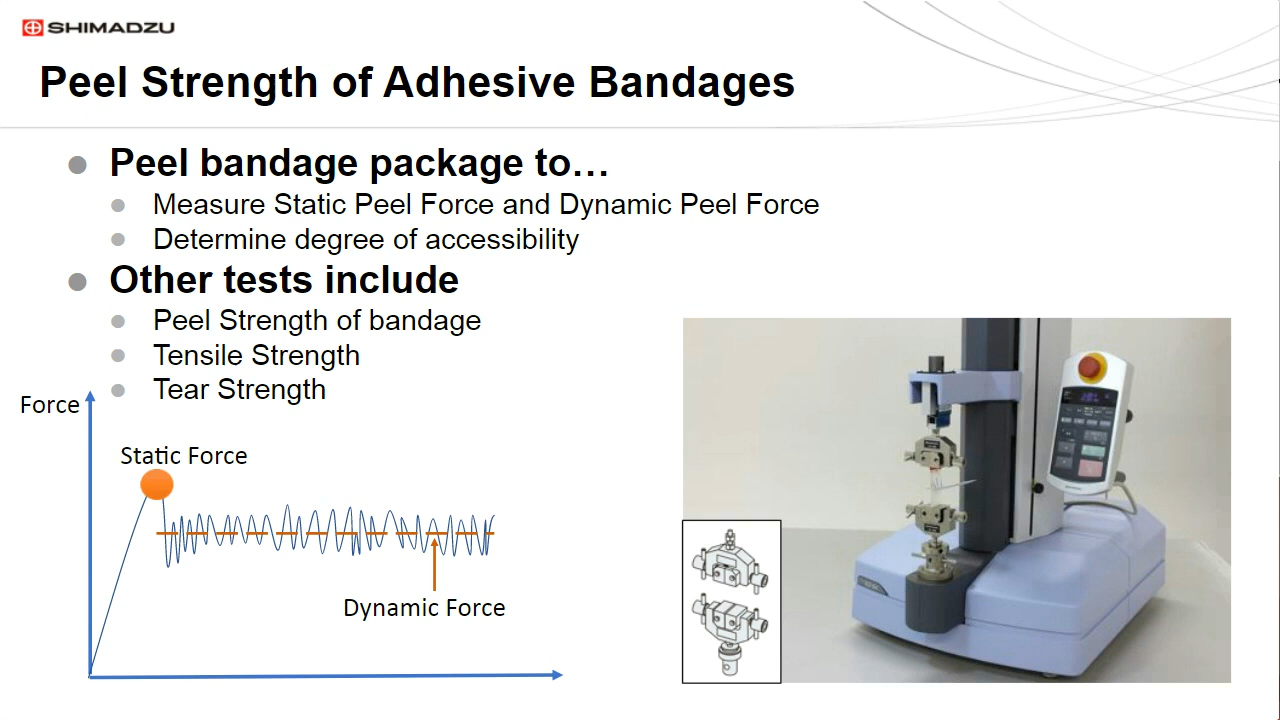 SHIMADZU
Peel Strength of Adhesive Bandages
Peel bandage package to…
Measure Static Peel Force and Dynamic Peel Force
Determine degree of accessibility
Other tests include
Peel Strength of bandage
Tensile Strength
Tear Strength
Force
Static Force
Dynamic Force